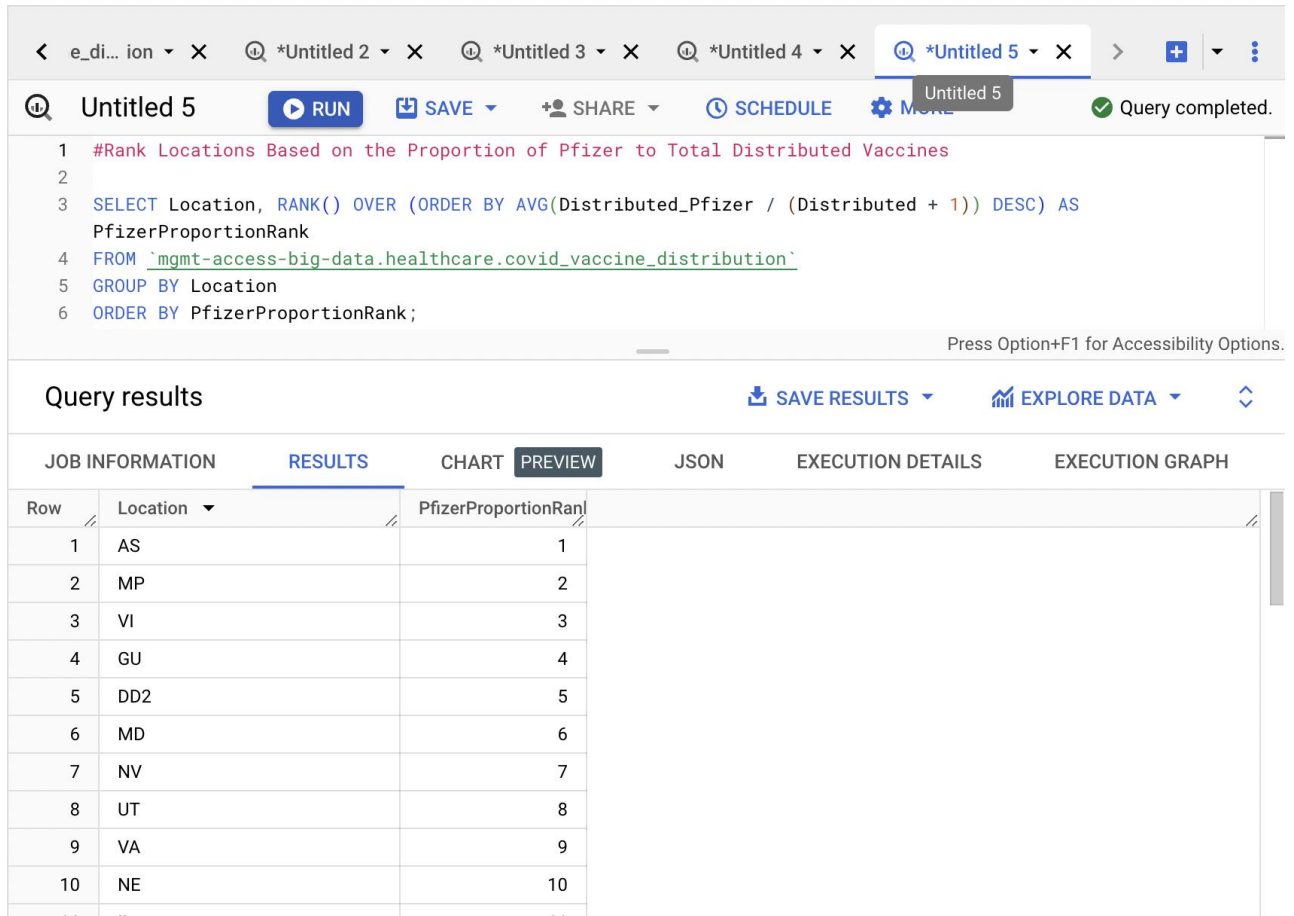 e_di... ion *Untitled 2 *Untitled 3 *Untitled 4 *Untitled 5
Untitled 5 RUN SAVE SHARE SCHEDULE Untitled 5 Query completed.
1 #Rank Locations Based on the Proportion of Pfizer to Total Distributed Vaccines
2
3 SELECT Location, RANK() OVER (ORDER BY AVG(Distributed_Pfizer / (Distributed + 1)) DESC) AS
PfizerProportionRank
4 FROM `mgmt-access-big-data.healthcare.covid_vaccine_distribution`
5 GROUP BY Location
6 ORDER BY PfizerProportionRank;
Press Option+F1 for Accessibility Options.
Query results SAVE RESULTS EXPLORE DATA
JOB INFORMATION RESULTS CHART PREVIEW JSON EXECUTION DETAILS EXECUTION GRAPH
Row Location PfizerProportionRanl
1 AS 1
2 MP 2
3 VI 3
4 GU 4
5 DD2 5
6 MD 6
7 NV 7
8 UT 8
9 VA 9
10 NE 10